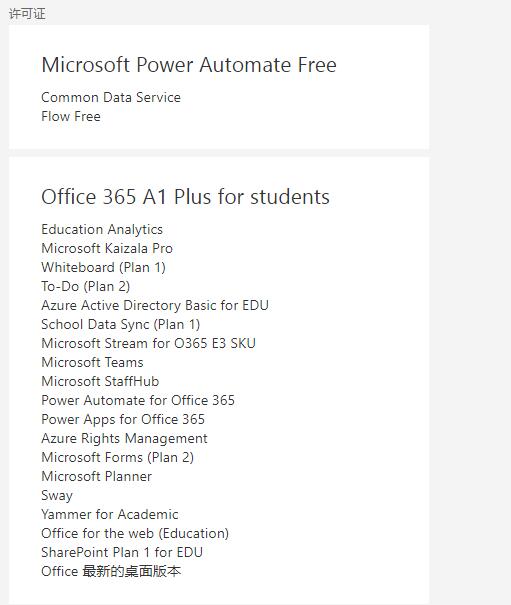 许可证
Microsoft Power Automate Free
Common Data Service
Flow Free
Office 365 A1 Plus for students
Education Analytics
Microsoft Kaizala Pro
Whiteboard (Plan 1)
To-Do (Plan 2)
Azure Active Directory Basic for EDU
School Data Sync (Plan 1)
Microsoft Stream for O365 E3 SKU
Microsoft Teams
Microsoft StaffHub
Power Automate for Office 365
Power Apps for Office 365
Azure Rights Management
Microsoft Forms (Plan 2)
Microsoft Planner
Sway
Yammer for Academic
Office for the web (Education)
SharePoint Plan 1 for EDU
Office 最新的桌面版本